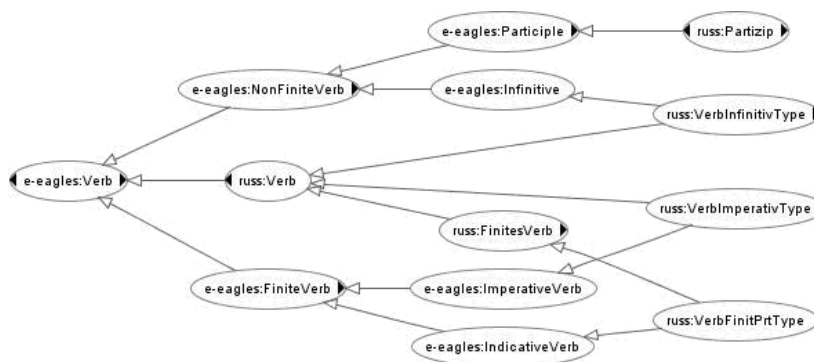 e-eagles:Participle
russ:Partizip
e-eagles:NonFiniteVerb
e-eagles:Infinitive
russ:VerbInfinitivType
e-eagles:Verb
russ:Verb
russ:VerbImperativType
russ:FinitesVerb
e-eagles:FiniteVerb
e-eagles:ImperativeVerb
russ:VerbFinitPrtType
e-eagles:IndicativeVerb